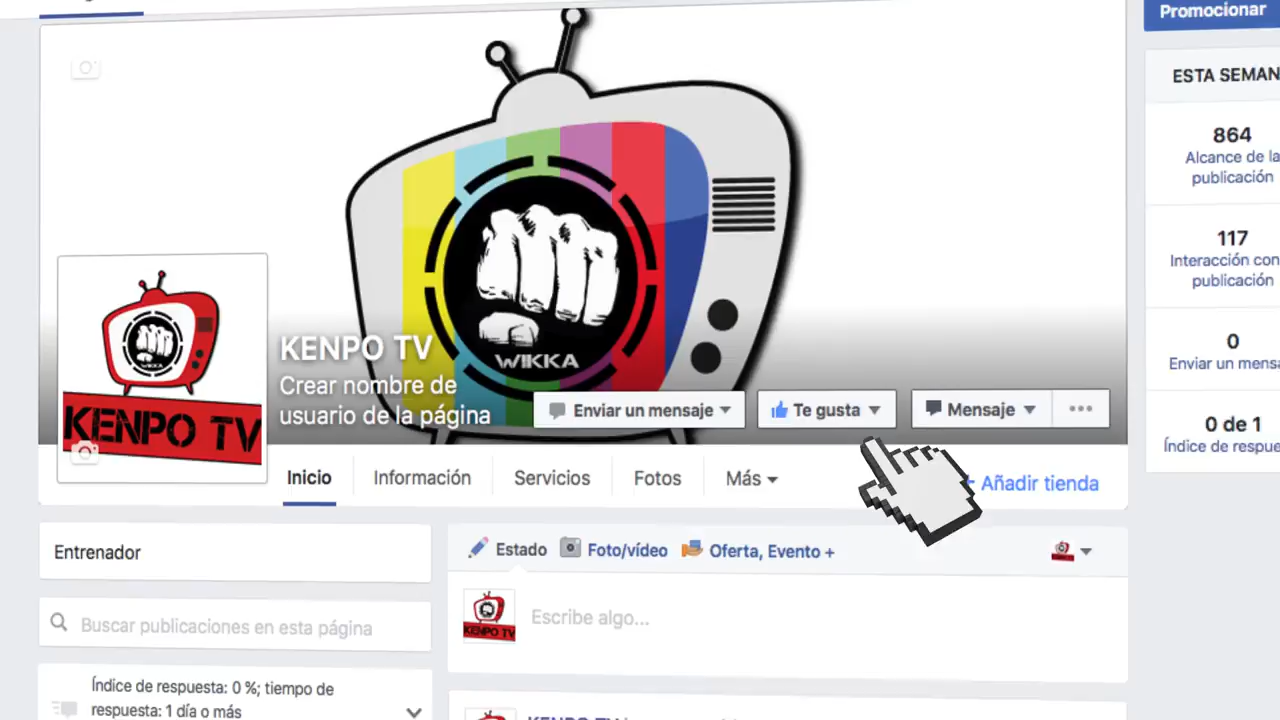 Promocionar
ESTA SEMAN
864
Alcance de la
publicación
117
Interacción con
publicación
0
Enviar un mensa
0 de 1
Índice de respue
WIKKA
WIKKA
KENPO TV
KENPO TV
Crear nombre de
usuario de la página
Enviar un mensaje
Te gusta
Mensaje
Inicio
Información
Servicios
Fotos
Más
+ Añadir tienda
Entrenador
Estado
Foto/vídeo
Oferta, Evento +
Buscar publicaciones en esta página
KENPO TV
Escribe algo...
Índice de respuesta: 0 %; tiempo de
respuesta: 1 día o más